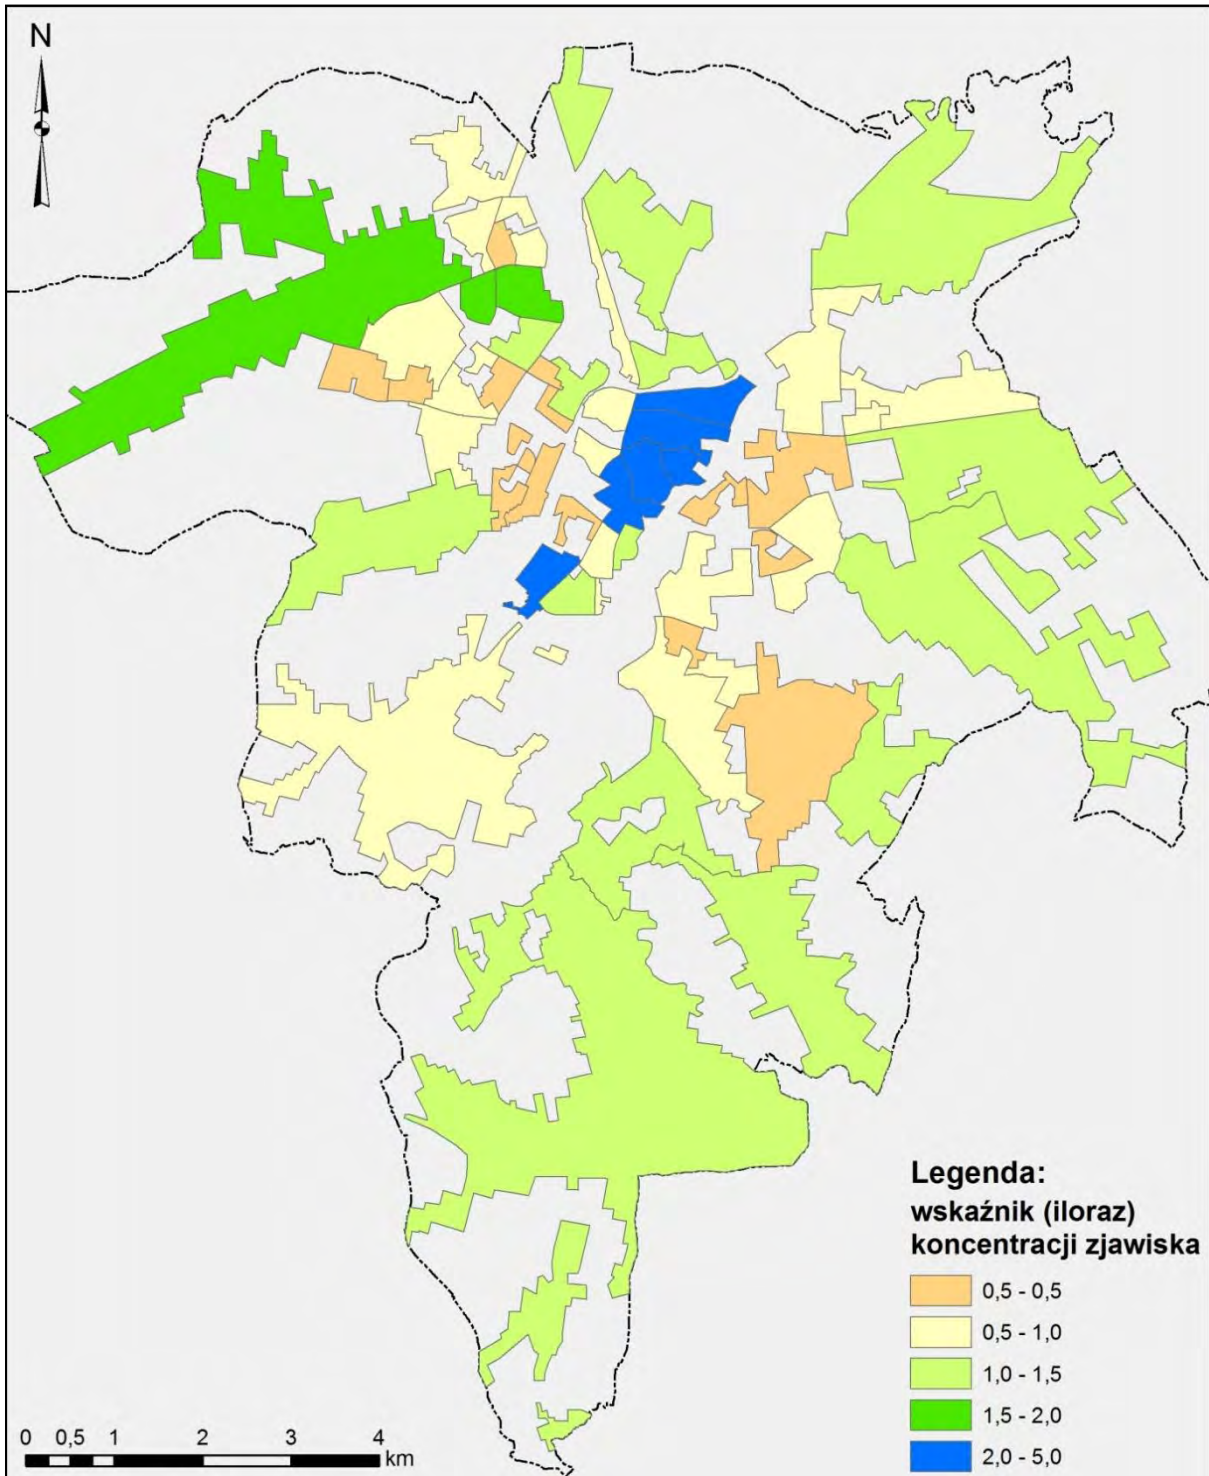 N
Legenda:
wskaźnik (iloraz)
koncentracji zjawiska
0,5 - 0,5
0,5 - 1,0
1,0 - 1,5
1,5 - 2,0
2,0 - 5,0
0 0,5 1 2 3 4
km